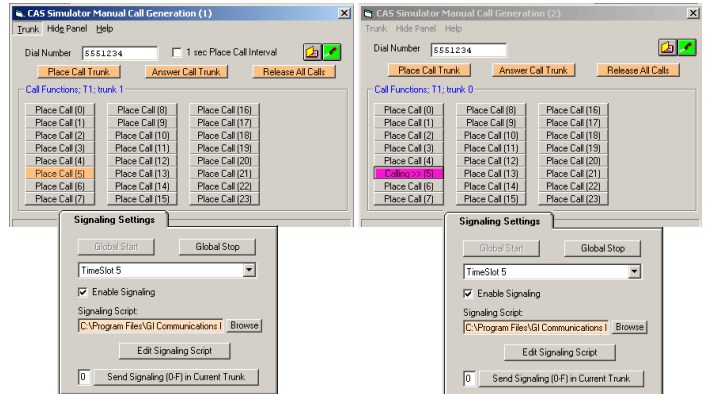 CAS Simulator Manual Call Generation (1)
Trunk Hide Panel Help
Dial Number 5551234 1 sec Place Call Interval
Place Call Trunk Answer Call Trunk Release All Calls
Call Functions; T1; trunk 1
Place Call (0) Place Call (8) Place Call (16)
Place Call (1) Place Call (9) Place Call (17)
Place Call (2) Place Call (10) Place Call (18)
Place Call (3) Place Call (11) Place Call (19)
Place Call (4) Place Call (12) Place Call (20)
Place Call (5) Place Call (13) Place Call (21)
Place Call (6) Place Call (14) Place Call (22)
Place Call (7) Place Call (15) Place Call (23)
Signaling Settings
Global Start Global Stop
TimeSlot 5
Enable Signaling
Signaling Script:
C:\Program Files\Gl Communications I Browse
Edit Signaling Script
0 Send Signaling (0-F) in Current Trunk
CAS Simulator Manual Call Generation (2)
Trunk Hide Panel Help
Dial Number 5551234
Place Call Trunk Answer Call Trunk Release All Calls
Call Functions; T1; trunk 0
Place Call (0) Place Call (8) Place Call (16)
Place Call (1) Place Call (9) Place Call (17)
Place Call (2) Place Call (10) Place Call (18)
Place Call (3) Place Call (11) Place Call (19)
Place Call (4) Place Call (12) Place Call (20)
Calling >> (5) Place Call (13) Place Call (21)
Place Call (6) Place Call (14) Place Call (22)
Place Call (7) Place Call (15) Place Call (23)
Signaling Settings
Global Start Global Stop
TimeSlot 5
Enable Signaling
Signaling Script:
C:\Program Files\Gl Communications I Browse
Edit Signaling Script
0 Send Signaling (0-F) in Current Trunk